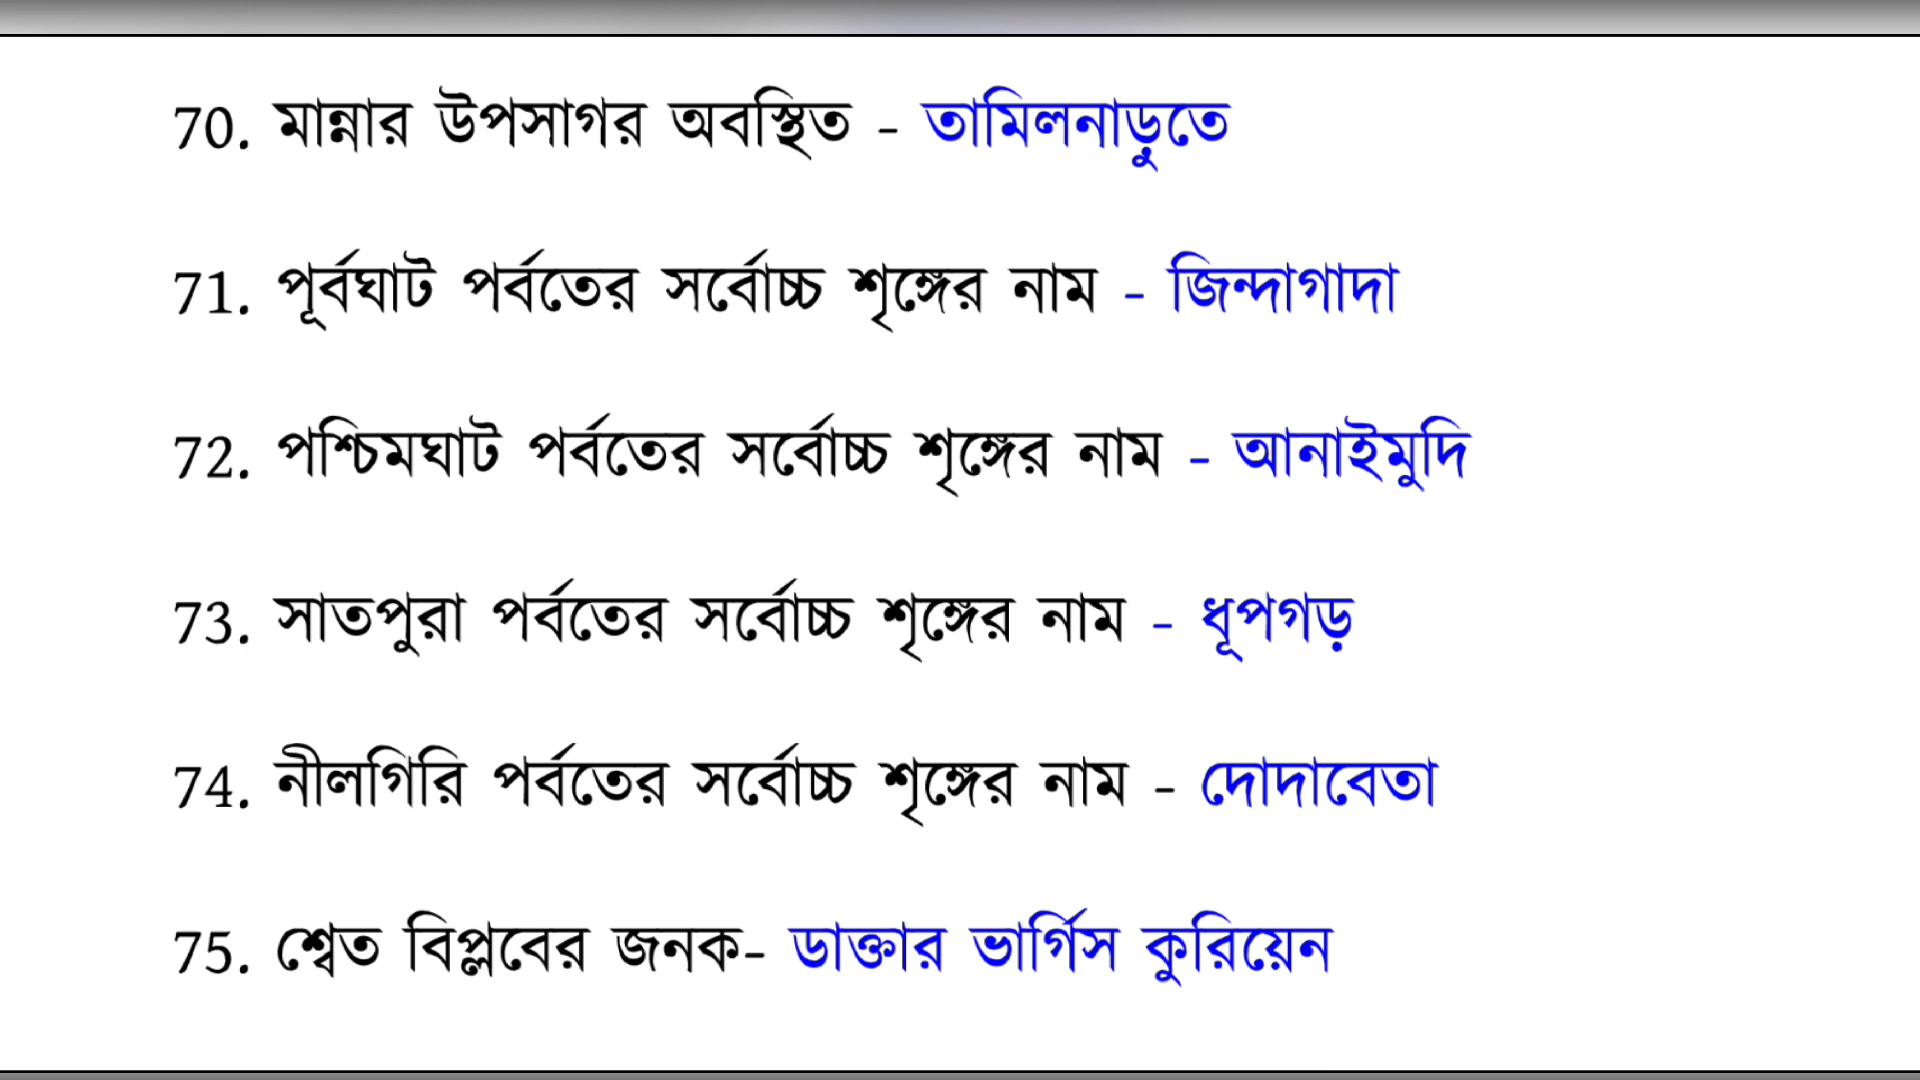 70. মান্নার উপসাগর অবস্থিত - তামিলনাড়ুতে
71. পূর্বঘাট পর্বতের সর্বোচ্চ শৃঙ্গের নাম - জিন্দাগাদা
72. পশ্চিমঘাট পর্বতের সর্বোচ্চ শৃঙ্গের নাম - আনাইমুদি
73. সাতপুরা পর্বতের সর্বোচ্চ শৃঙ্গের নাম - ধূপগড়
74. নীলগিরি পর্বতের সর্বোচ্চ শৃঙ্গের নাম - দোদাবেতা
75. শ্বেত বিপ্লবের জনক- ডাক্তার ভার্গিস কুরিয়েন